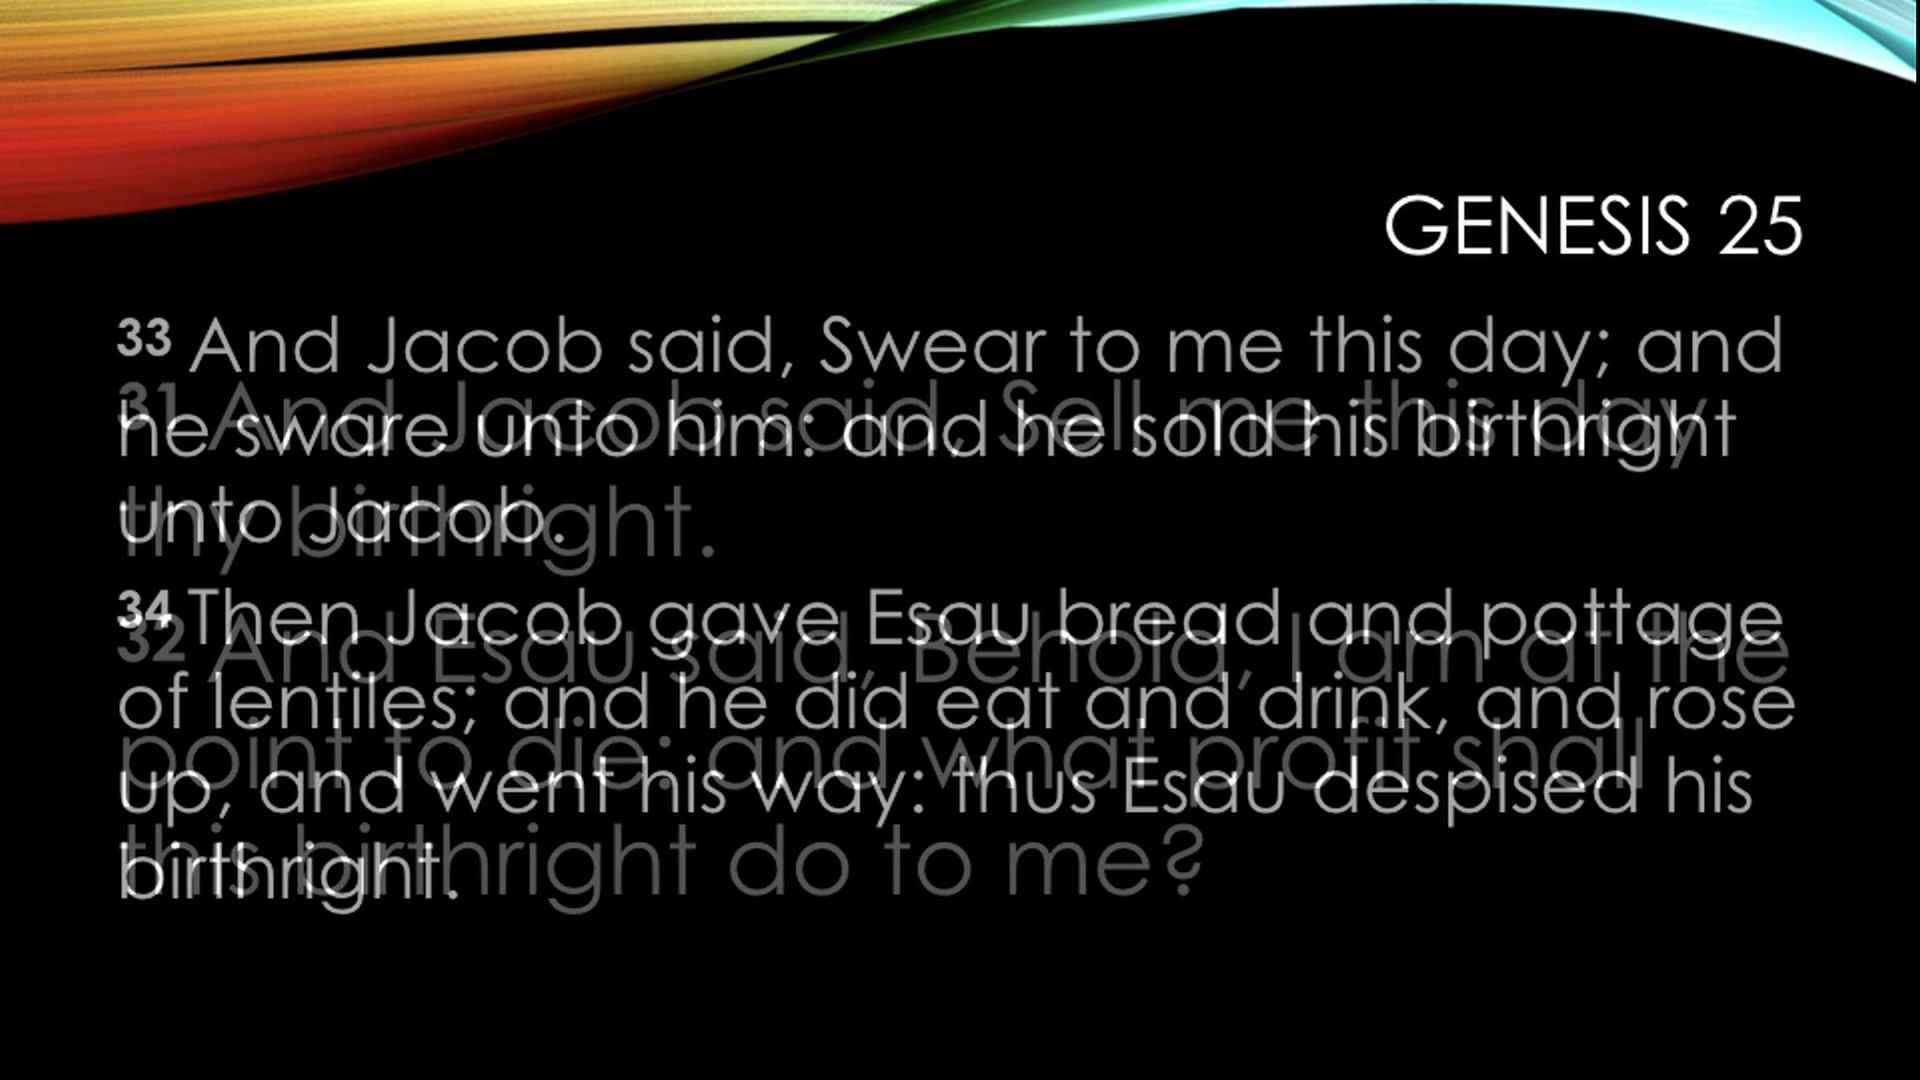 GENESIS 25
33 And Jacob said, Swear to me this day; and
he sware unto him: and he sold his birthright
unto Jacob.
34 Then Jacob gave Esau bread and pottage
of lentiles; and he did eat and drink, and rose
up, and went his way: thus Esau despised his
birthright.
31 And Jacob said, Sell me this day
thy birthright.
32 And Esau said, Behold, I am at the
point to die: and what profit shall
this birthright do to me?